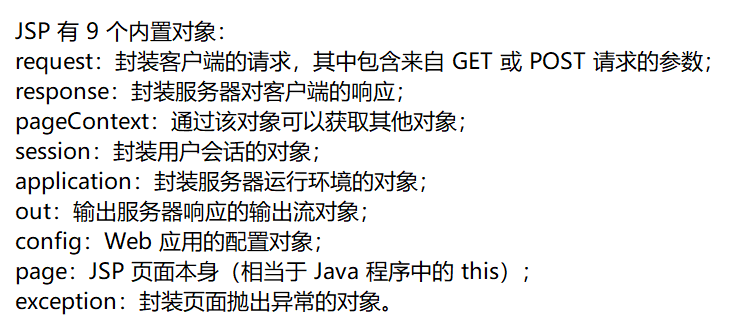 JSP 有 9 个内置对象：
request：封装客户端的请求，其中包含来自 GET 或 POST 请求的参数；
response：封装服务器对客户端的响应；
pageContext：通过该对象可以获取其他对象；
session：封装用户会话的对象；
application：封装服务器运行环境的对象；
out：输出服务器响应的输出流对象；
config：Web 应用的配置对象；
page：JSP 页面本身（相当于 Java 程序中的 this）；
exception：封装页面抛出异常的对象。